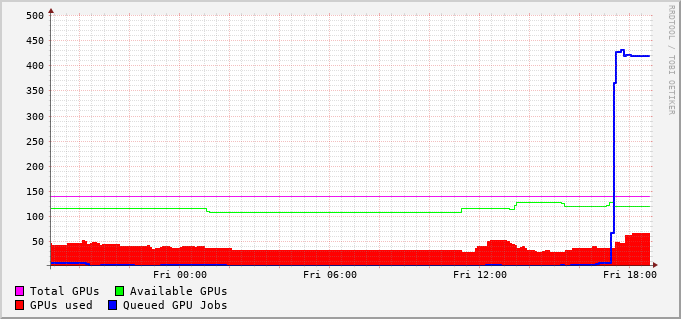 500
450
400
350
300
250
200
150
100
50
Fri 00:00 Fri 06:00 Fri 12:00 Fri 18:00
Total GPUs Available GPUs
GPUs used Queued GPU Jobs
RRDTOOL / TOBI OETIKER